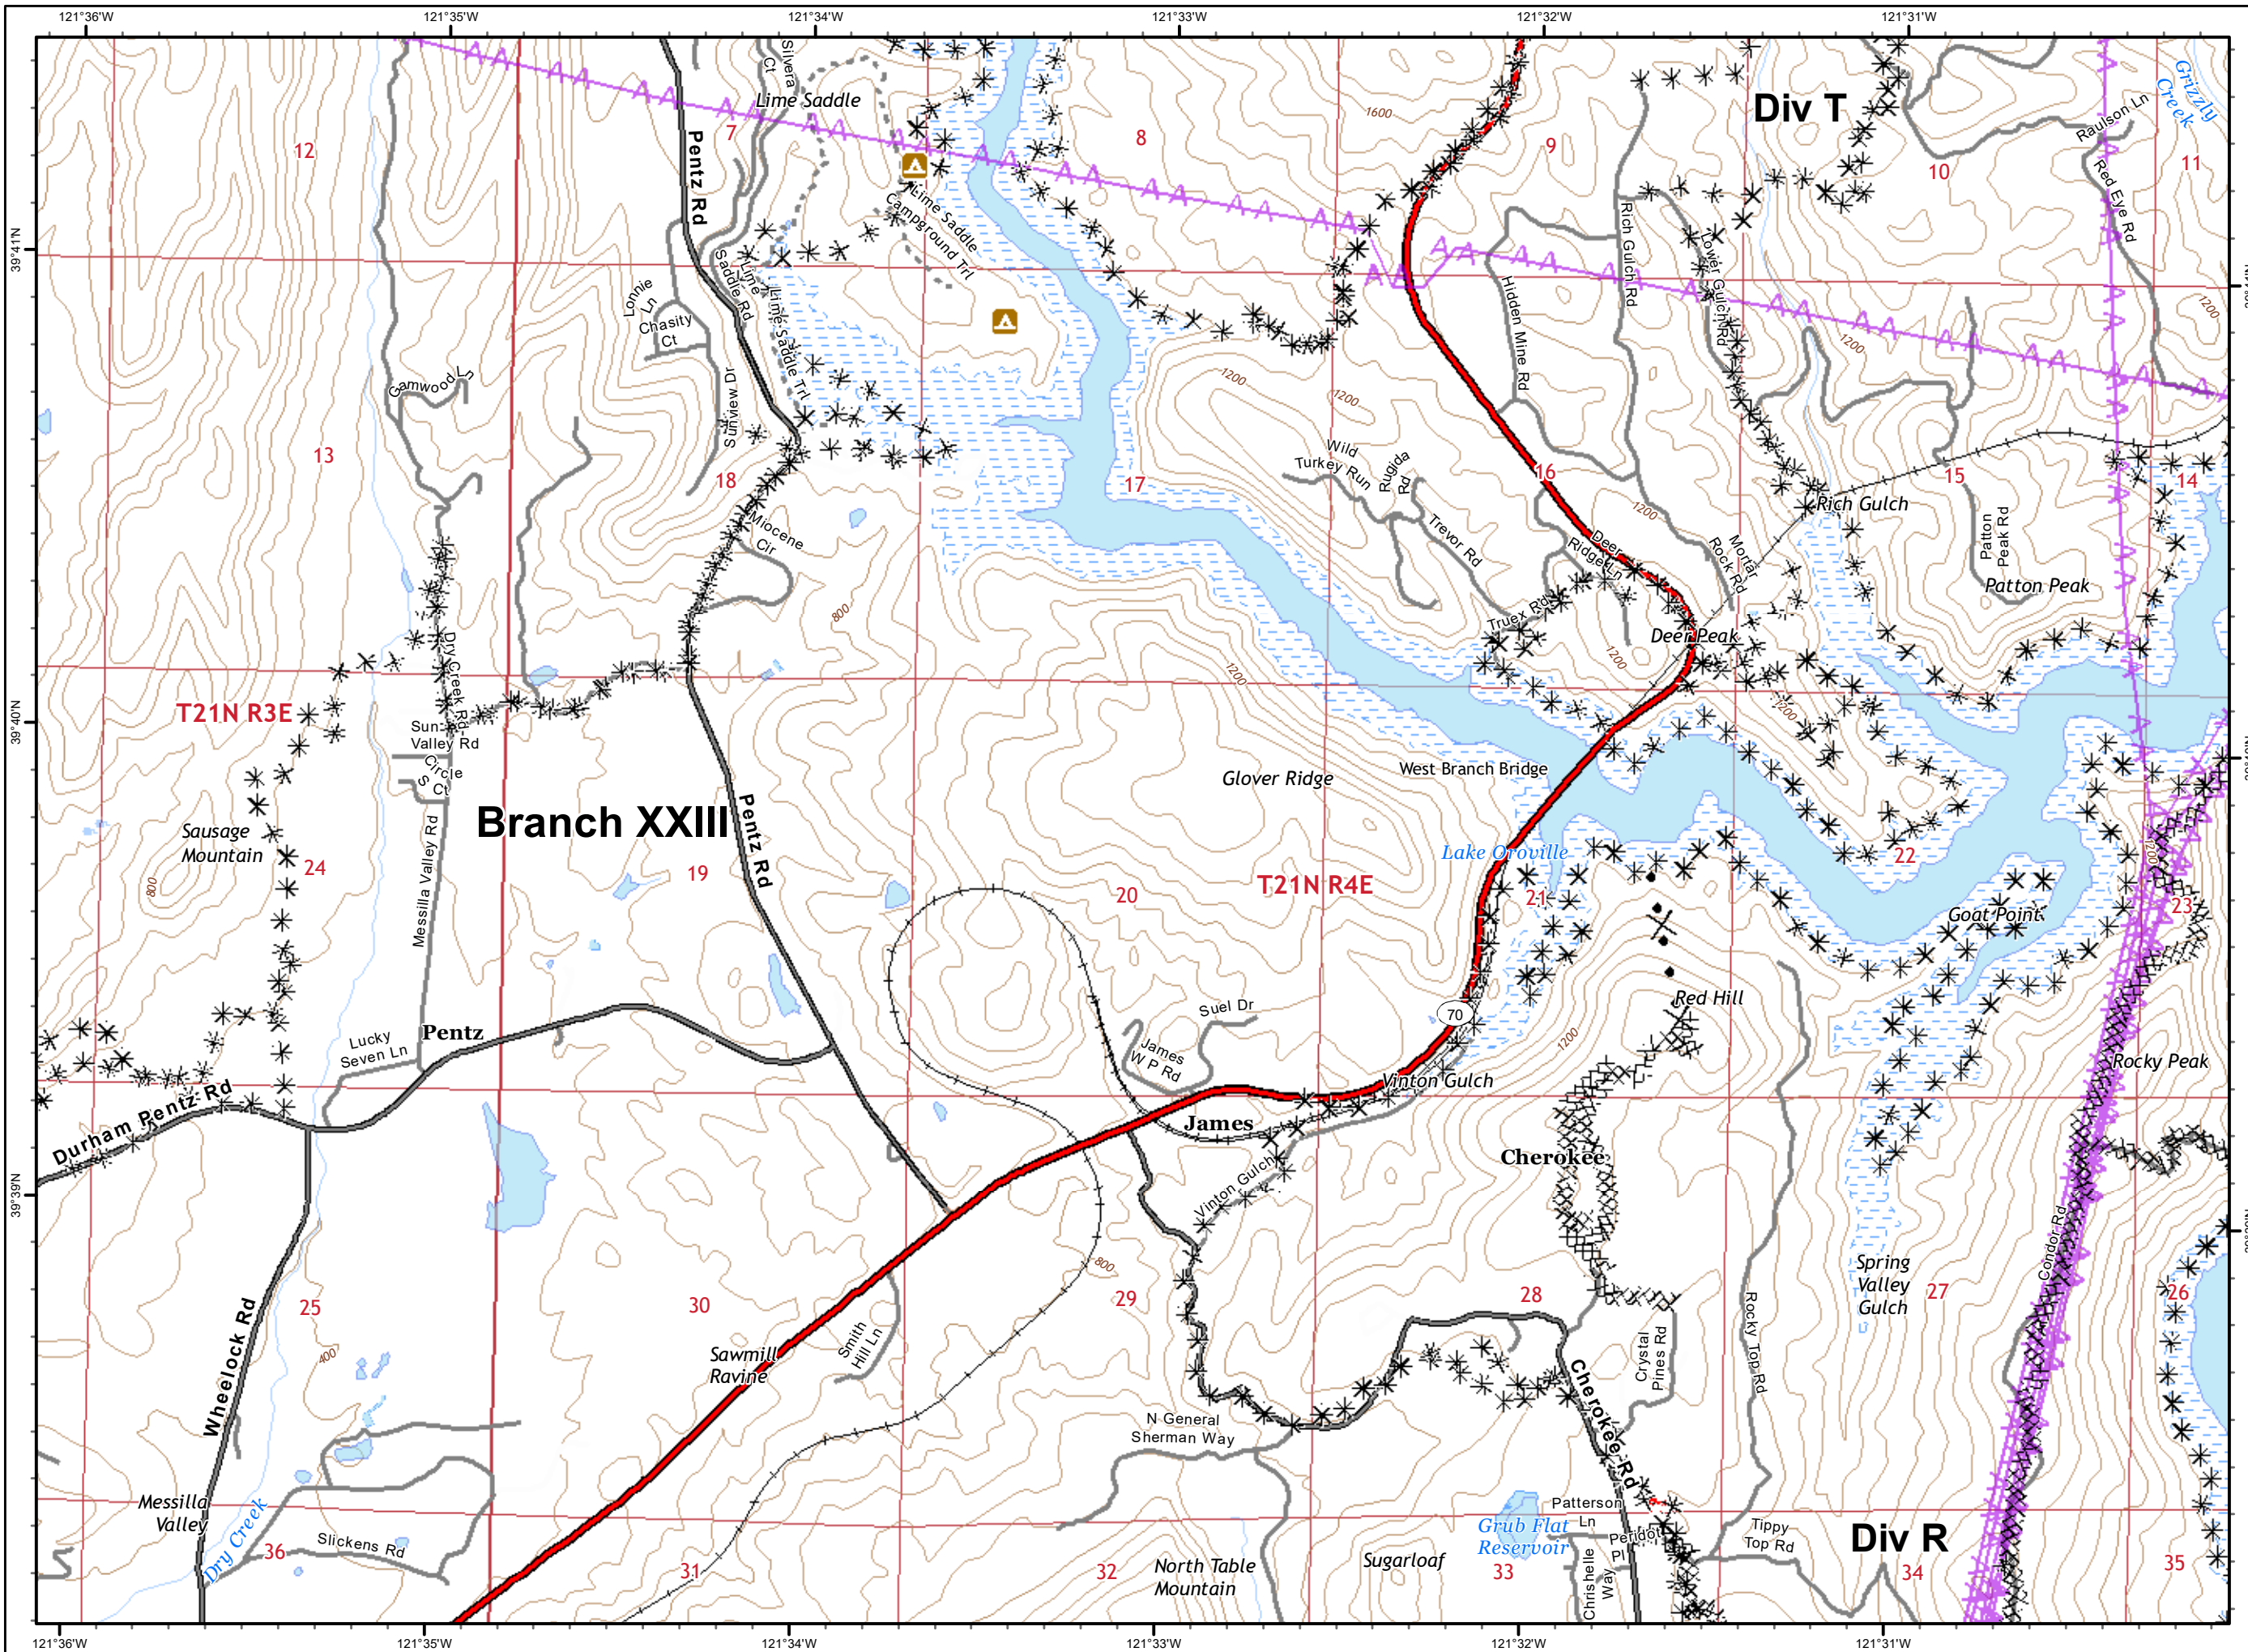 121°36'W
121°35'W
121°34'W
121°33'W
121°32'W
121°31'W
Silvera
Ct
Lime Saddle
7
Pentz Rd
12
8
1600
9
Div T
Grizzly
Creek
Raulson Ln
10
11
Red Eye Rd
Lime Saddle
Campground Trl
39°41'N
Rich Gulch Rd
Lower Gulch Rd
Lonnie
Ln
Chasity
Ct
Lime
Saddle Rd
Lime Saddle Trl
Hidden Mine Rd
1200
1200
Gamwood Ln
Sunview Dr
1200
1200
13
18
17
Wild
Turkey Run
Rugida
Rd
16
15
14
Rich Gulch
1200
Miocene
Cir
Trevor Rd
Deer
Ridge Ln
Mortar
Rock Rd
Patton
Peak Rd
Patton Peak
800
Truex Rd
Deer Peak
Dry Creek Rd
1200
1200
T21N R3E
39°40'N
1200
Sun
Valley Rd
Circle
S Ct
West Branch Bridge
Glover Ridge
Branch XXIII
Pentz Rd
Sausage
Mountain
Messilla Valley Rd
800
24
19
20
T21N R4E
Lake Oroville
21
22
1200
23
Goat Point
Red Hill
Suel Dr
70
Lucky
Seven Ln
Pentz
James
W P Rd
1200
Vinton Gulch
Rocky Peak
Durham Pentz Rd
James
Cherokee
Vinton Gulch
39°39'N
Condor Rd
800
Spring
Valley
Gulch
25
30
29
28
27
26
Wheelock Rd
400
Smith
Hill Ln
Sawmill
Ravine
Crystal
Pines Rd
Rocky Top Rd
Cherokee Rd
N General
Sherman Way
Messilla
Valley
Dry Creek
Slickens Rd
36
31
32
North Table
Mountain
Sugarloaf
Grub Flat
Reservoir
33
Patterson
Ln
Peridot
Pl
Chrishelle
Way
Tippy
Top Rd
Div R
34
35
121°36'W
121°35'W
121°34'W
121°33'W
121°32'W
121°31'W